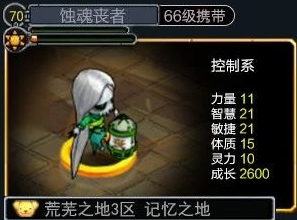 70 蚀魂丧者 66级携带
控制系
力量 11
智慧 21
敏捷 21
体质 15
灵力 10
成长 2600
荒芜之地3区 记忆之地